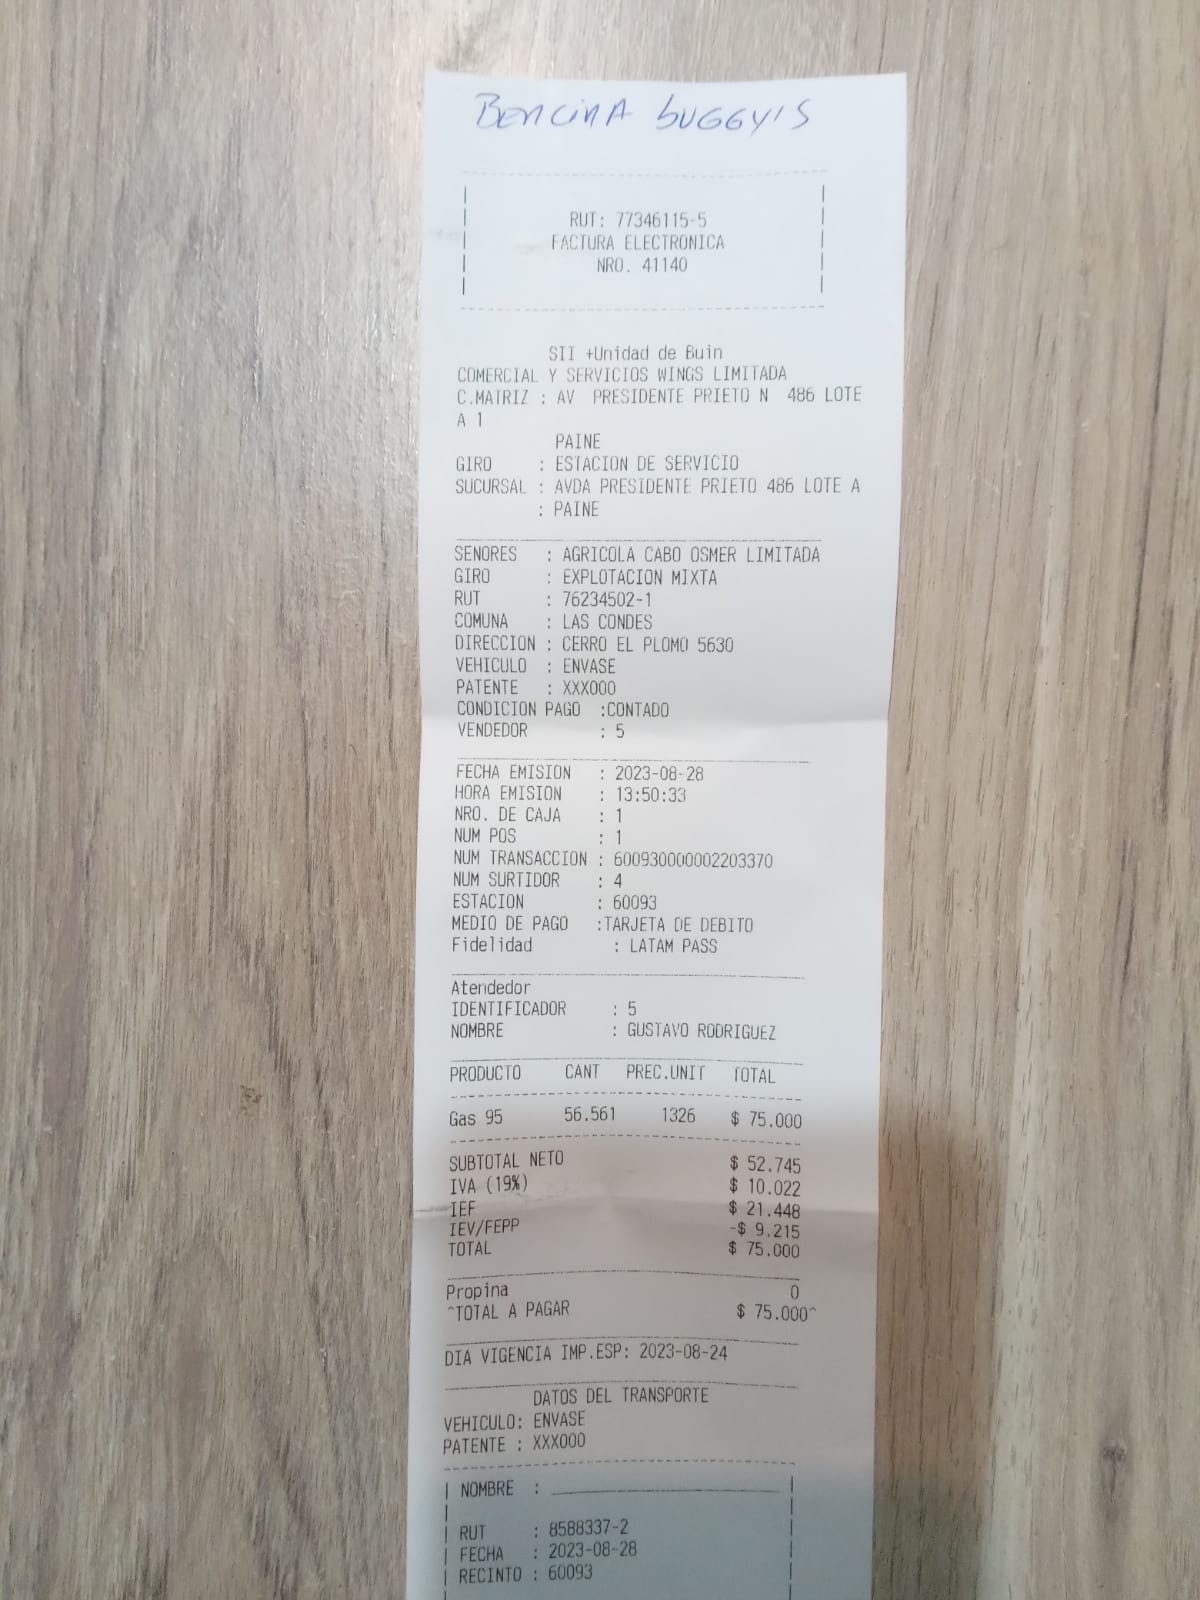 Bencina buggy's
RUT: 77346115-5
FACTURA ELECTRONICA
NRO. 41140
SII +Unidad de Buin
COMERCIAL Y SERVICIOS WINGS LIMITADA
C.MATRIZ : AV PRESIDENTE PRIETO N 486 LOTE
A 1
PAINE
GIRO : ESTACION DE SERVICIO
SUCURSAL : AVDA PRESIDENTE PRIETO 486 LOTE A
: PAINE
SENORES : AGRICOLA CABO OSMER LIMITADA
GIRO : EXPLOTACION MIXTA
RUT : 76234502-1
COMUNA : LAS CONDES
DIRECCION : CERRO EL PLOMO 5630
VEHICULO : ENVASE
PATENTE : XXX000
CONDICION PAGO :CONTADO
VENDEDOR : 5
FECHA EMISION : 2023-08-28
HORA EMISION : 13:50:33
NRO. DE CAJA : 1
NUM POS : 1
NUM TRANSACCION : 600930000002203370
NUM SURTIDOR : 4
ESTACION : 60093
MEDIO DE PAGO :TARJETA DE DEBITO
Fidelidad : LATAM PASS
Atendedor
IDENTIFICADOR : 5
NOMBRE : GUSTAVO RODRIGUEZ
PRODUCTO CANT PREC.UNIT TOTAL
Gas 95 56.561 1326 $ 75.000
SUBTOTAL NETO $ 52.745
IVA (19%) $ 10.022
IEF $ 21.448
IEV/FEPP -$ 9.215
TOTAL $ 75.000
Propina 0
^TOTAL A PAGAR $ 75.000^
DIA VIGENCIA IMP.ESP: 2023-08-24
DATOS DEL TRANSPORTE
VEHICULO: ENVASE
PATENTE : XXX000
NOMBRE :
RUT : 8588337-2
FECHA : 2023-08-28
RECINTO : 60093